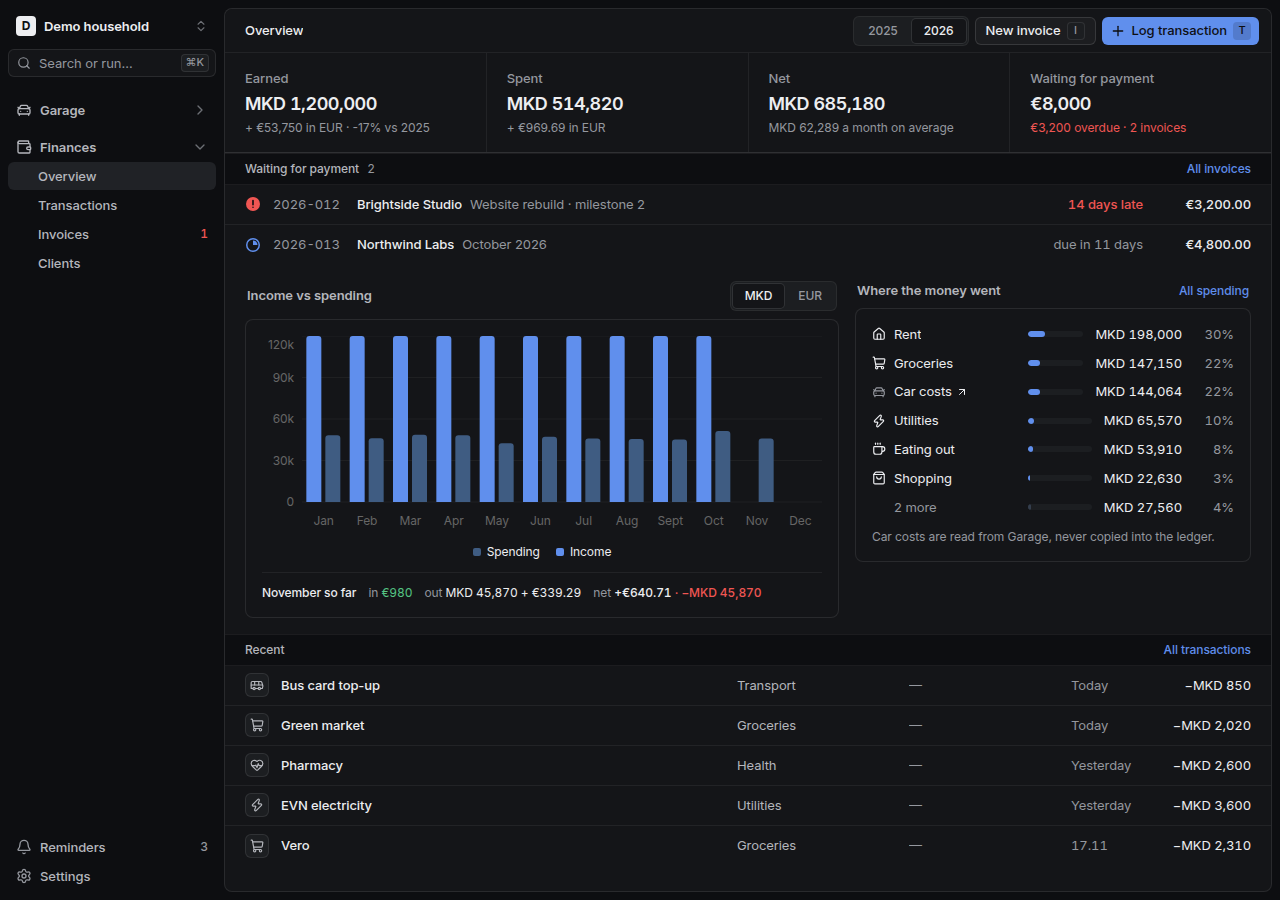 D Demo household
Search or run... ⌘K
Garage
Finances
Overview
Transactions
Invoices 1
Clients
Reminders 3
Settings
Overview
2025 2026 New invoice I + Log transaction T
Earned
MKD 1,200,000
+ €53,750 in EUR · -17% vs 2025
Spent
MKD 514,820
+ €969.69 in EUR
Net
MKD 685,180
MKD 62,289 a month on average
Waiting for payment
€8,000
€3,200 overdue · 2 invoices
Waiting for payment 2 All invoices
2026-012 Brightside Studio Website rebuild · milestone 2 14 days late €3,200.00
2026-013 Northwind Labs October 2026 due in 11 days €4,800.00
Income vs spending MKD EUR
120k
90k
60k
30k
0
Jan Feb Mar Apr May Jun Jul Aug Sept Oct Nov Dec
Spending Income
November so far in €980 out MKD 45,870 + €339.29 net +€640.71 · −MKD 45,870
Where the money went All spending
Rent MKD 198,000 30%
Groceries MKD 147,150 22%
Car costs MKD 144,064 22%
Utilities MKD 65,570 10%
Eating out MKD 53,910 8%
Shopping MKD 22,630 3%
2 more MKD 27,560 4%
Car costs are read from Garage, never copied into the ledger.
Recent All transactions
Bus card top-up Transport — Today −MKD 850
Green market Groceries — Today −MKD 2,020
Pharmacy Health — Yesterday −MKD 2,600
EVN electricity Utilities — Yesterday −MKD 3,600
Vero Groceries — 17.11 −MKD 2,310